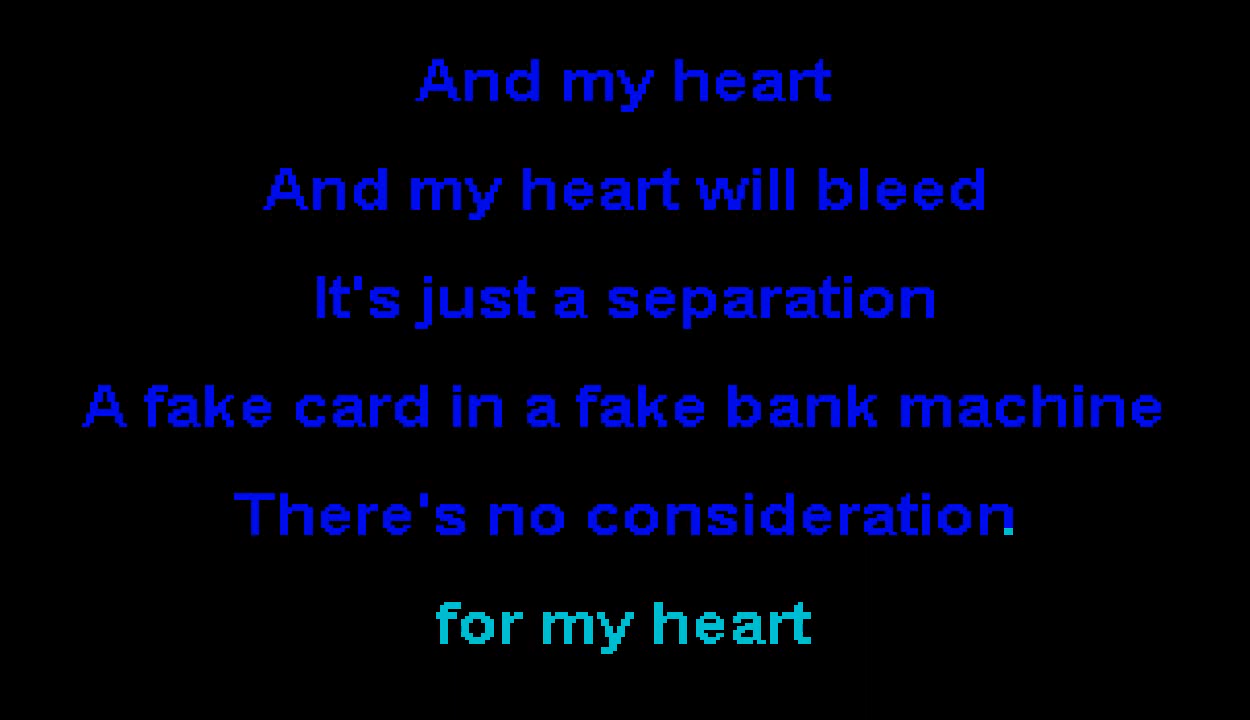 And my heart
And my heart will bleed
It's just a separation
A fake card in a fake bank machine
There's no consideration
for my heart